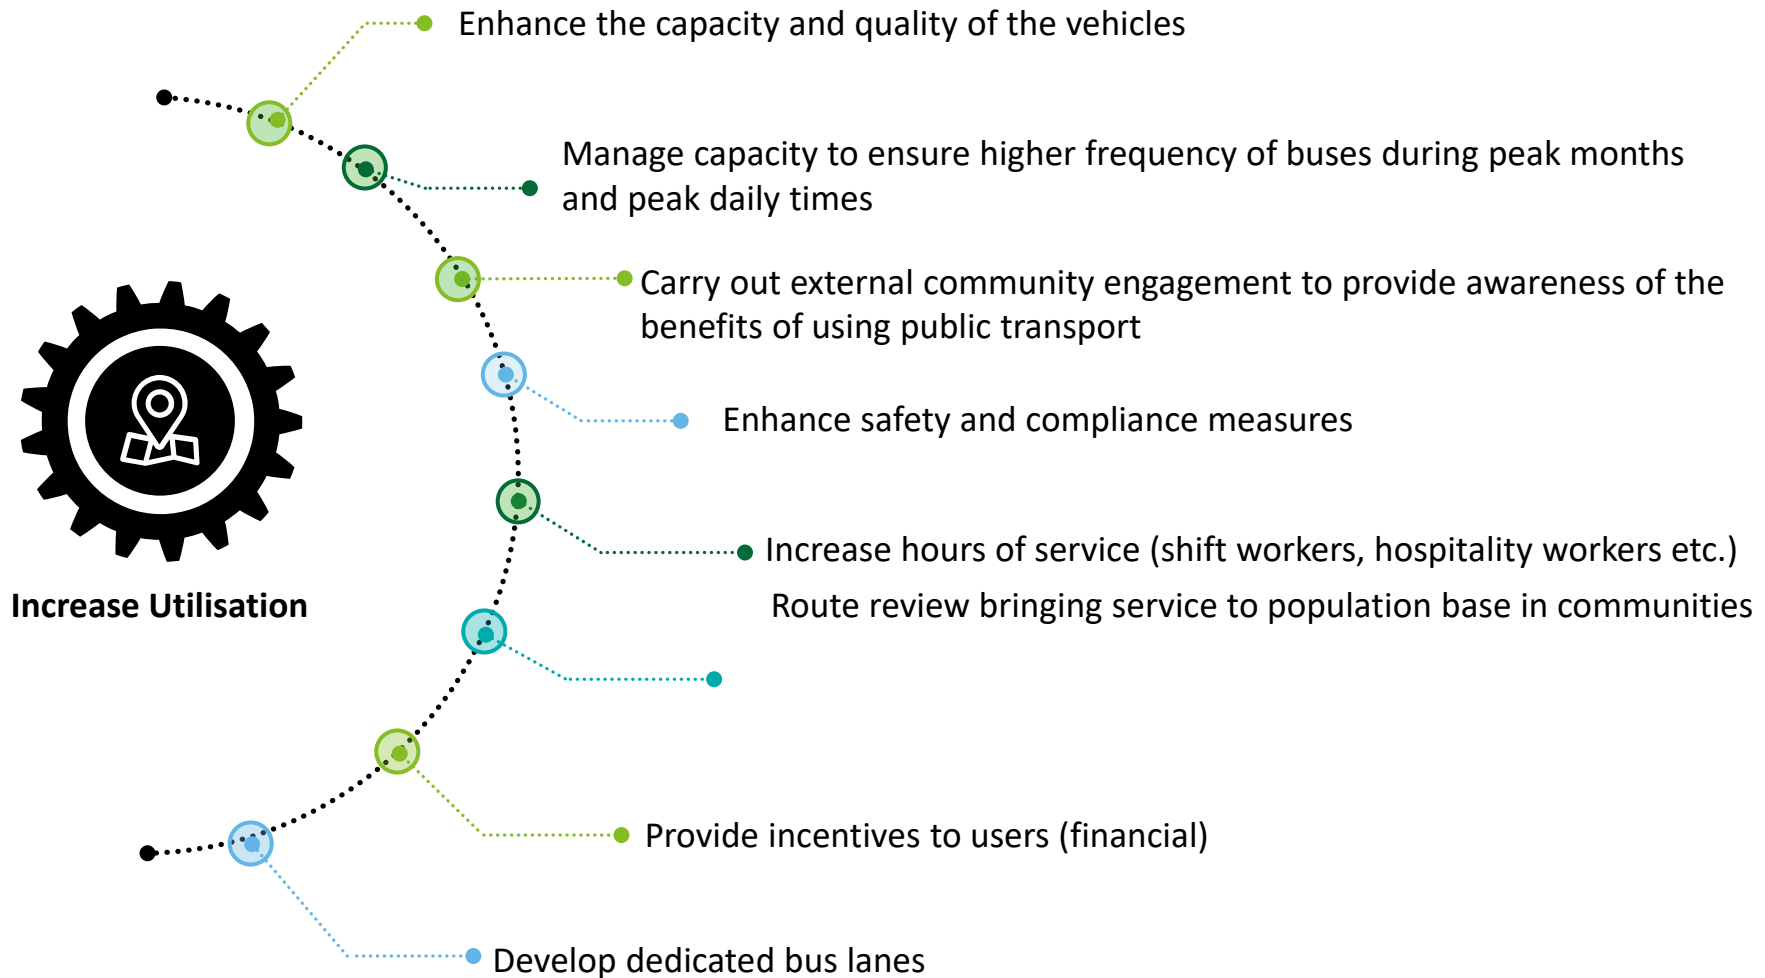 Enhance the capacity and quality of the vehicles
Manage capacity to ensure higher frequency of buses during peak months
and peak daily times
Carry out external community engagement to provide awareness of the
benefits of using public transport
Enhance safety and compliance measures
Increase hours of service (shift workers, hospitality workers etc.)
Increase Utilisation
Route review bringing service to population base in communities
Provide incentives to users (financial)
Develop dedicated bus lanes